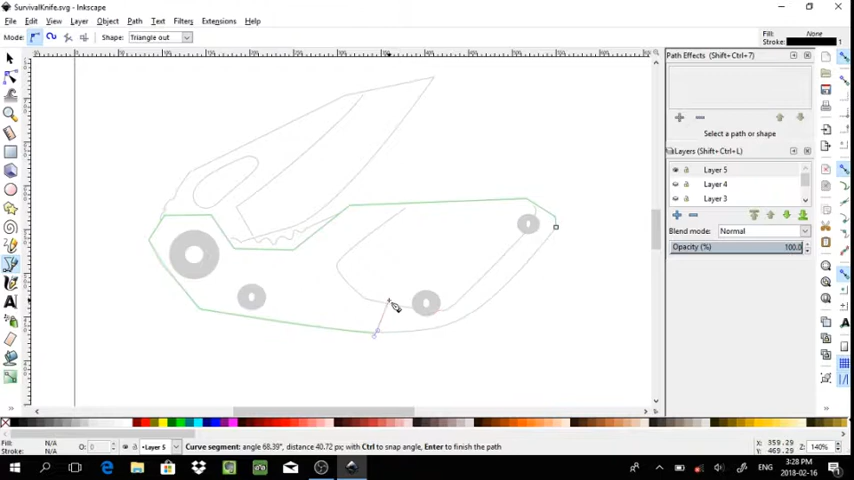 SurvivalKnife.svg - Inkscape
File Edit View Layer Object Path Text Filters Extensions Help
Mode: Shape: Triangle out
Fill: N/A
Stroke:
Path Effects (Shift+Ctrl+7)
Select a path or shape
Layers (Shift+Ctrl+L)
Layer 5
Layer 4
Layer 3
Blend mode: Normal
Opacity (%) 100.0
Fill: N/A
Stroke: N/A
O: 0
Layer 5
Curve segment: angle 68.39°, distance 40.72 px; with Ctrl to snap angle, Enter to finish the path
X: 359.29
Y: 469.29
Z: 140%
ENG
3:28 PM
2018-02-16